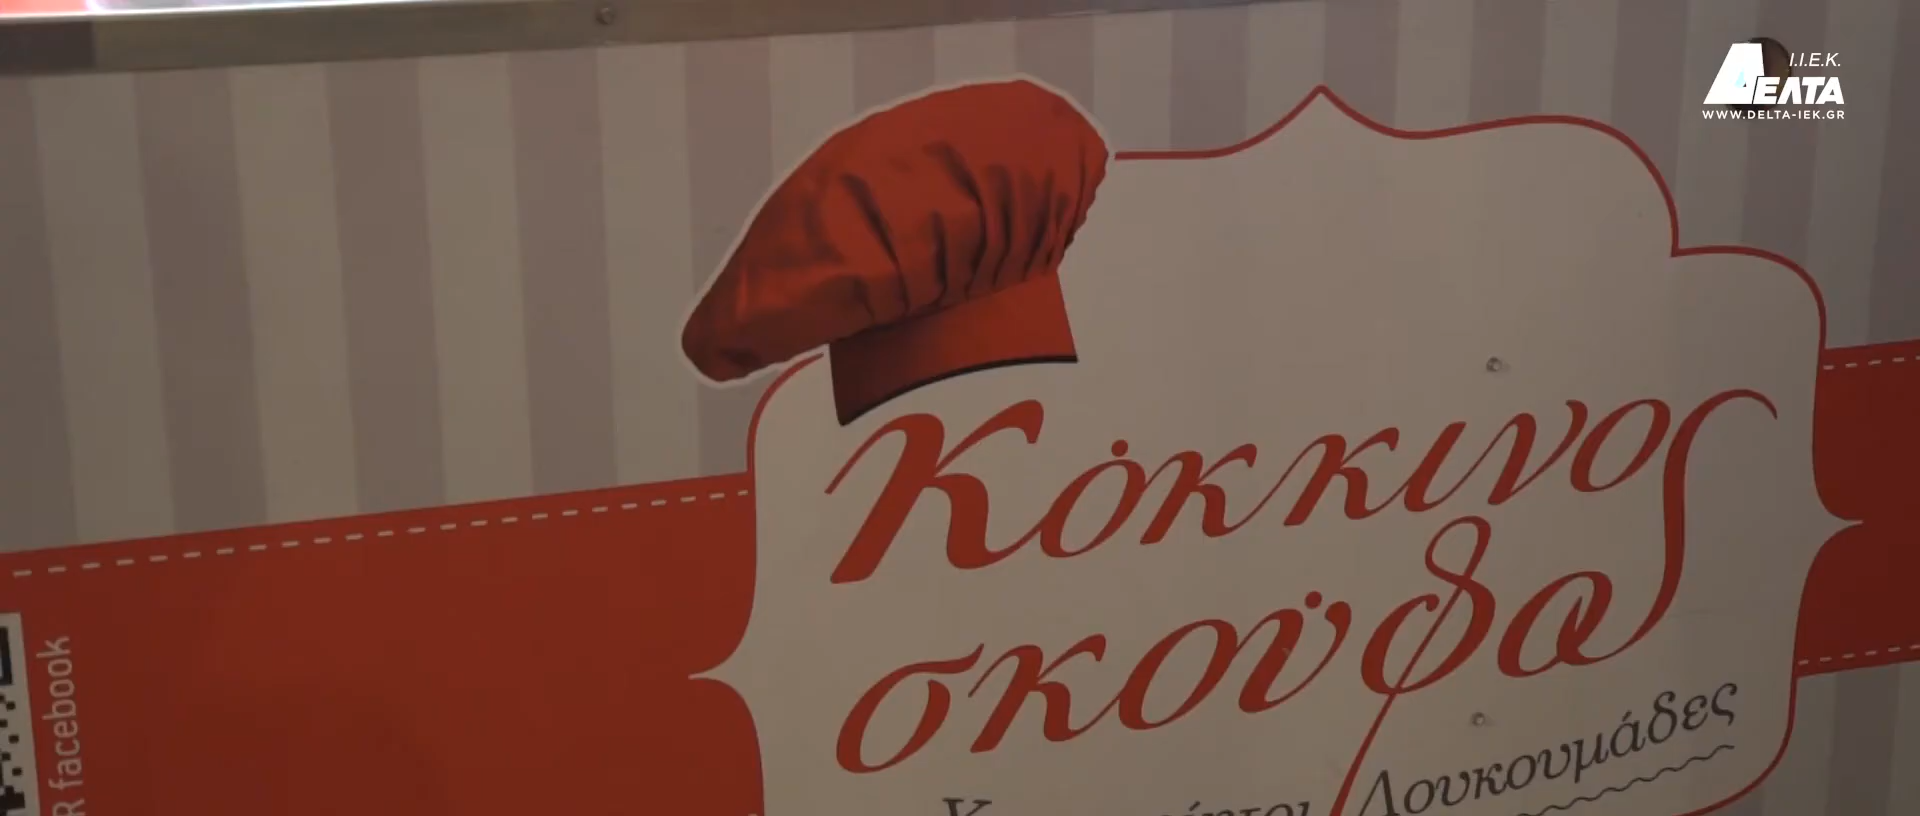 Ι.Ι.Ε.Κ.
ΔΕΛΤΑ
WWW.DELTA-IEK.GR
Κόκκινος
σκούφος
Λουκουμάδες
R facebook